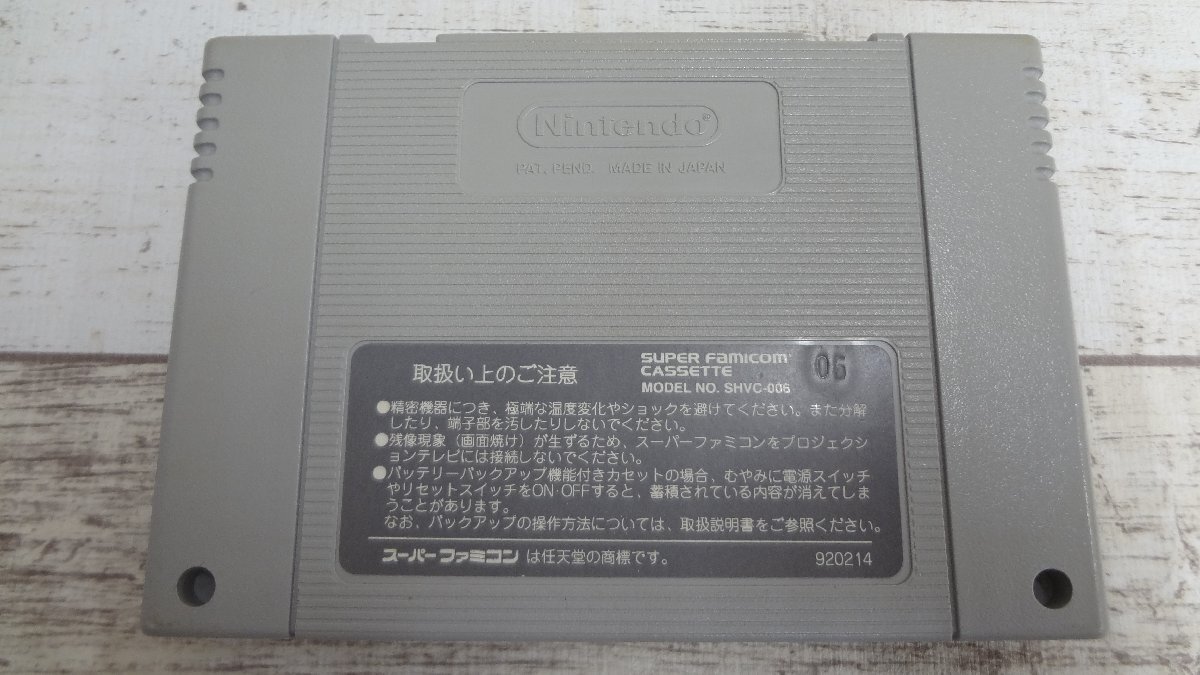 Nintendo®
PAT. PEND. MADE IN JAPAN
取扱い上のご注意
SUPER FAMICOM
CASSETTE
MODEL NO. SHVC-006
06
●精密機器につき、極端な温度変化やショックを避けてください。また分解
したり、端子部を汚したりしないでください。
●残像現象（画面焼け）が生ずるため、スーパーファミコンをプロジェクシ
ョンテレビには接続しないでください。
●バッテリーバックアップ機能付きカセットの場合、むやみに電源スイッチ
やリセットスイッチをON·OFFすると、蓄積されている内容が消えてしま
うことがあります。
なお、バックアップの操作方法については、取扱説明書をご参照ください。
スーパーファミコン は任天堂の商標です。
920214